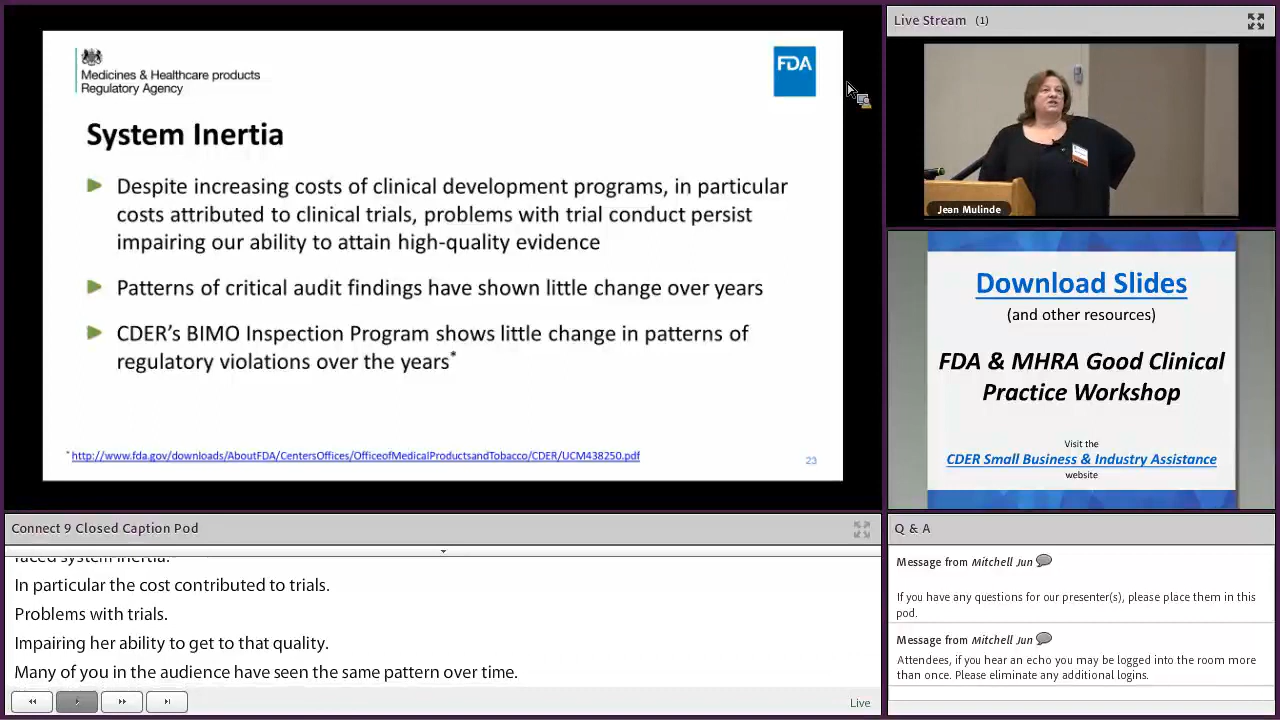 Medicines & Healthcare products
Regulatory Agency
FDA
System Inertia
Despite increasing costs of clinical development programs, in particular
costs attributed to clinical trials, problems with trial conduct persist
impairing our ability to attain high-quality evidence
Patterns of critical audit findings have shown little change over years
CDER’s BIMO Inspection Program shows little change in patterns of
regulatory violations over the years*
* http://www.fda.gov/downloads/AboutFDA/CentersOffices/OfficeofMedicalProductsandTobacco/CDER/UCM438250.pdf
23
Live Stream (1)
Jean Mulinde
Download Slides
(and other resources)
FDA & MHRA Good Clinical
Practice Workshop
Visit the
CDER Small Business & Industry Assistance
website
Connect 9 Closed Caption Pod
faced system inertia.
In particular the cost contributed to trials.
Problems with trials.
Impairing her ability to get to that quality.
Many of you in the audience have seen the same pattern over time.
Live
Q & A
Message from Mitchell Jun
If you have any questions for our presenter(s), please place them in this
pod.
Message from Mitchell Jun
Attendees, if you hear an echo you may be logged into the room more
than once. Please eliminate any additional logins.